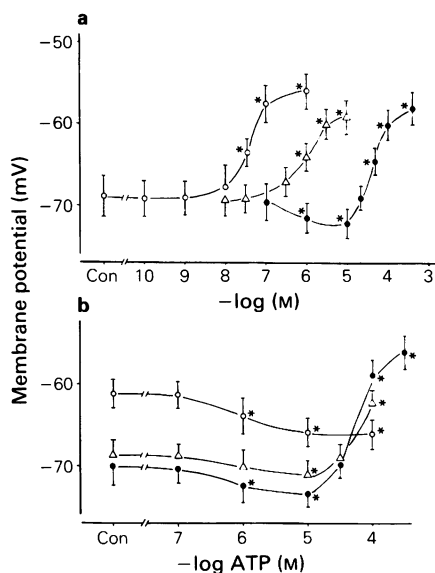 a
−50
−60
−70
Con 10 9 8 7 6 5 4 3
−log (M)
Membrane potential (mV)
b
−60
−70
Con 7 6 5 4
−log ATP (M)